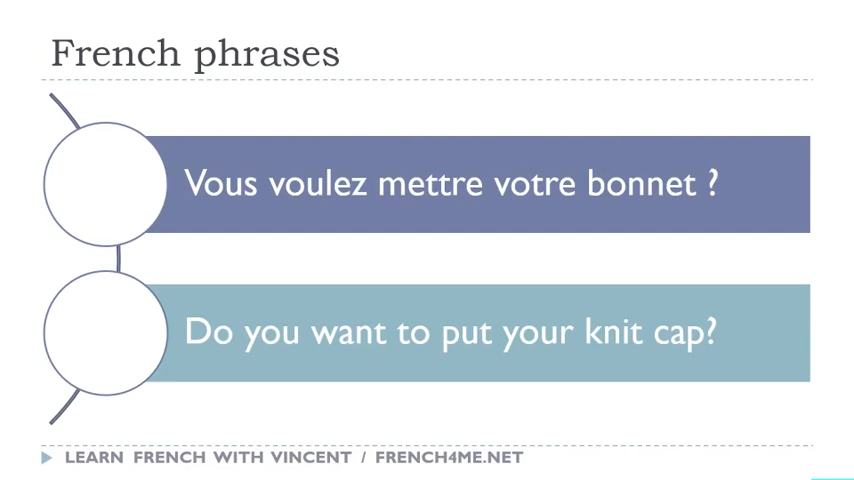 French phrases
Vous voulez mettre votre bonnet ?
Do you want to put your knit cap?
LEARN FRENCH WITH VINCENT / FRENCH4ME.NET